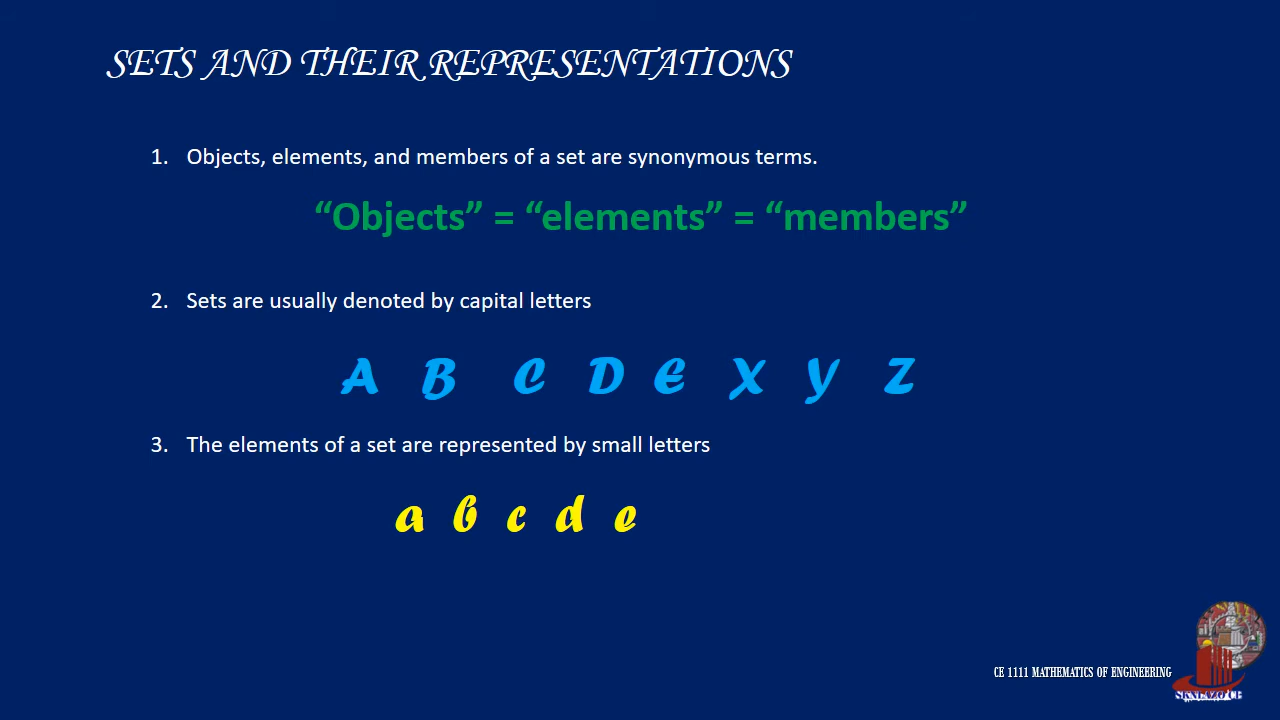 SETS AND THEIR REPRESENTATIONS
1. Objects, elements, and members of a set are synonymous terms.
“Objects” = “elements” = “members”
2. Sets are usually denoted by capital letters
A B C D E X Y Z
3. The elements of a set are represented by small letters
a b c d e
CE 1111 MATHEMATICS OF ENGINEERING